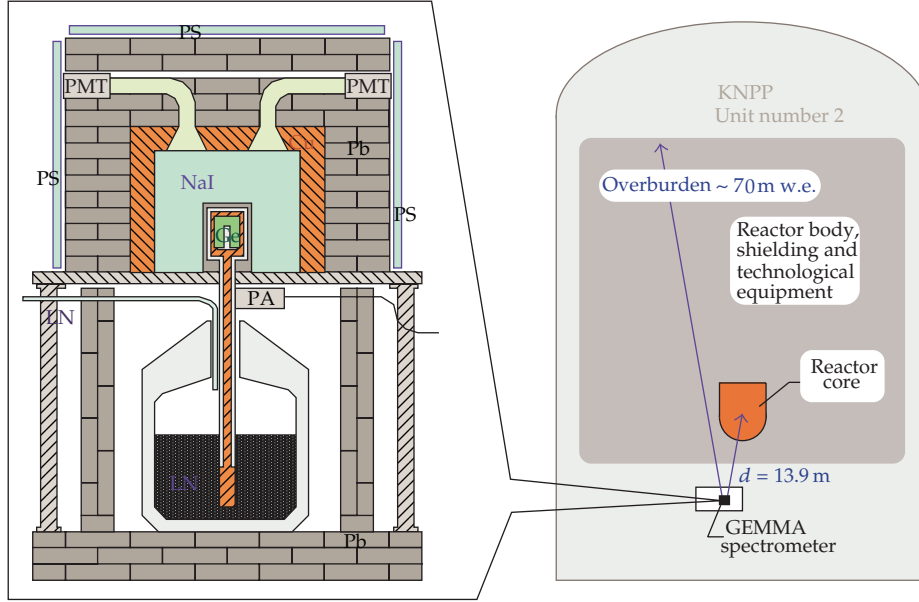 PS
PMT
PMT
Cu
Pb
NaI
PS
PS
Ge
PA
LN
LN
Pb
KNPP
Unit number 2
Overburden ~ 70 m w.e.
Reactor body,
shielding and
technological
equipment
Reactor
core
d = 13.9 m
GEMMA
spectrometer